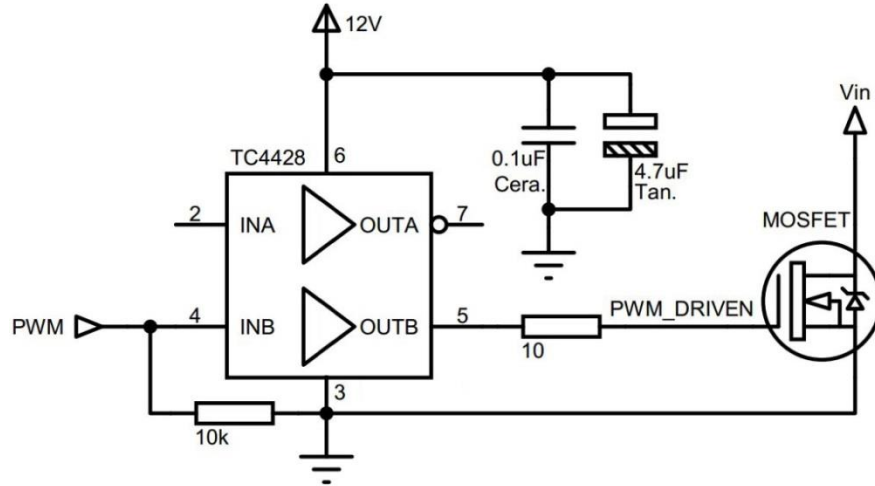 12V
Vin
TC4428
6
0.1uF
Cera.
4.7uF
Tan.
2
INA
OUTA
7
MOSFET
PWM
4
INB
OUTB
5
10
PWM_DRIVEN
3
10k